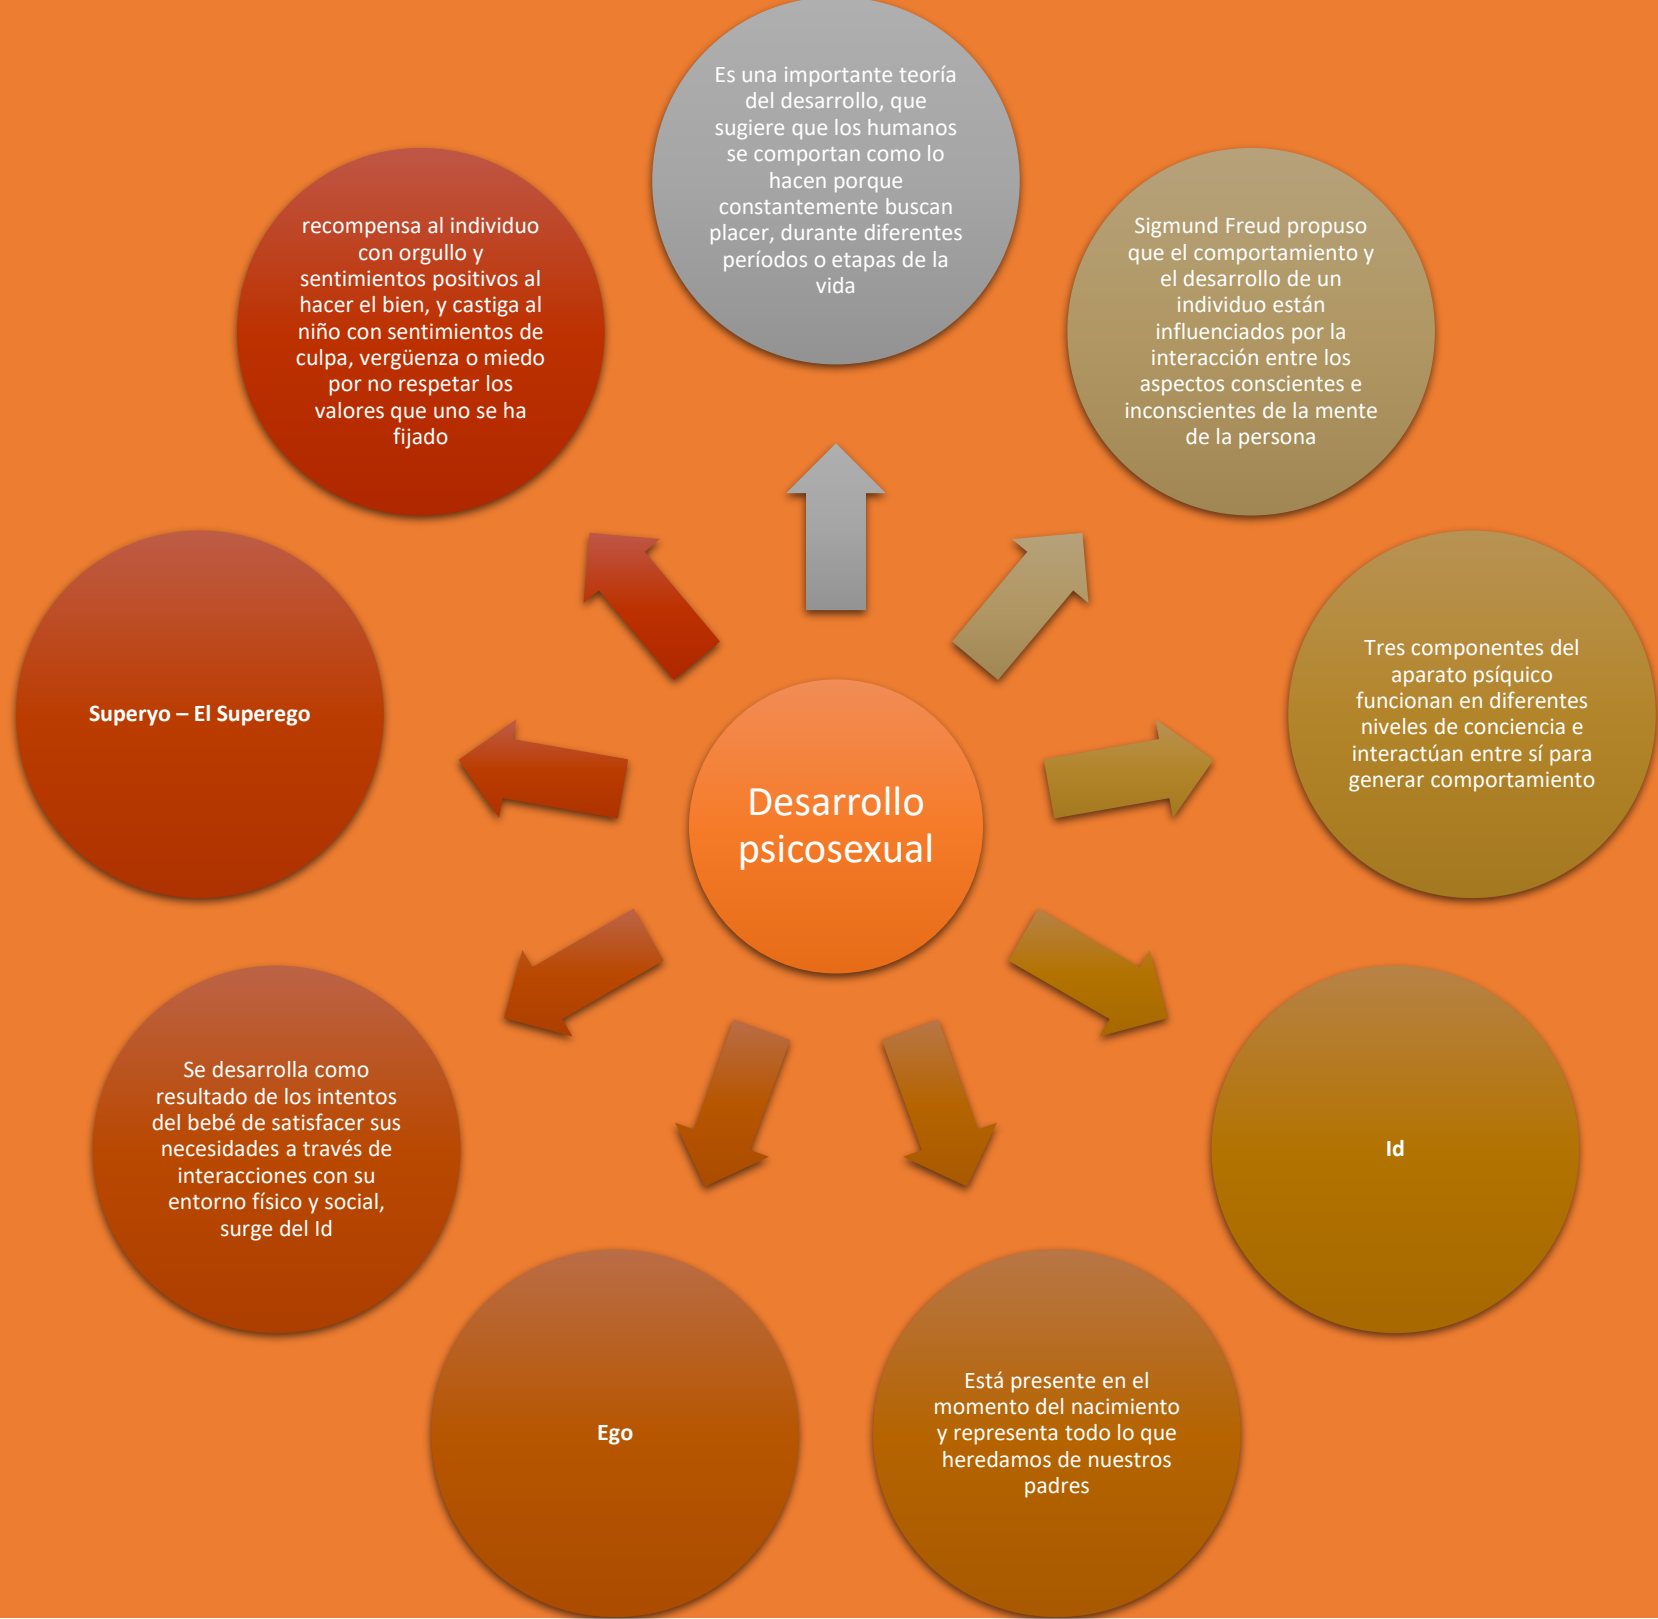 Desarrollo
psicosexual
Es una importante teoría
del desarrollo, que
sugiere que los humanos
se comportan como lo
hacen porque
constantemente buscan
placer, durante diferentes
períodos o etapas de la
vida
Sigmund Freud propuso
que el comportamiento y
el desarrollo de un
individuo están
influenciados por la
interacción entre los
aspectos conscientes e
inconscientes de la mente
de la persona
Tres componentes del
aparato psíquico
funcionan en diferentes
niveles de conciencia e
interactúan entre sí para
generar comportamiento
Id
Está presente en el
momento del nacimiento
y representa todo lo que
heredamos de nuestros
padres
Ego
Se desarrolla como
resultado de los intentos
del bebé de satisfacer sus
necesidades a través de
interacciones con su
entorno físico y social,
surge del Id
Superyo – El Superego
recompensa al individuo
con orgullo y
sentimientos positivos al
hacer el bien, y castiga al
niño con sentimientos de
culpa, vergüenza o miedo
por no respetar los
valores que uno se ha
fijado